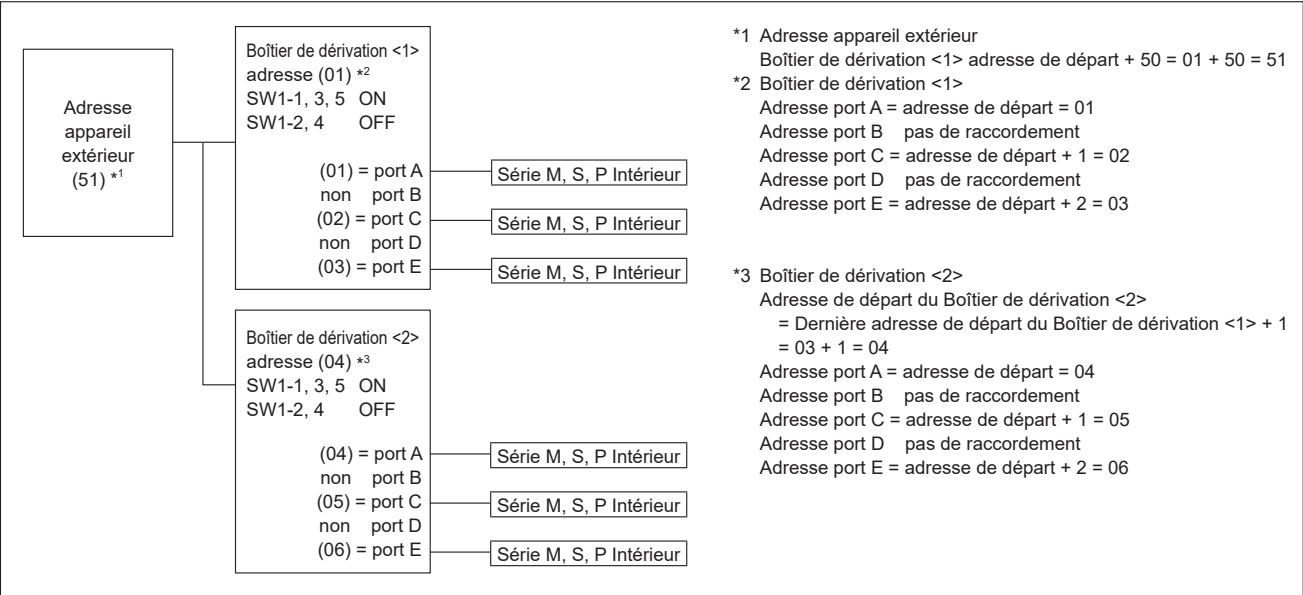 Adresse
appareil
extérieur
(51) *1
Boîtier de dérivation <1>
adresse (01) *2
SW1-1, 3, 5 ON
SW1-2, 4 OFF
(01) = port A
non port B
(02) = port C
non port D
(03) = port E
Série M, S, P Intérieur
Série M, S, P Intérieur
Série M, S, P Intérieur
Boîtier de dérivation <2>
adresse (04) *3
SW1-1, 3, 5 ON
SW1-2, 4 OFF
(04) = port A
non port B
(05) = port C
non port D
(06) = port E
Série M, S, P Intérieur
Série M, S, P Intérieur
Série M, S, P Intérieur
*1 Adresse appareil extérieur
Boîtier de dérivation <1> adresse de départ + 50 = 01 + 50 = 51
*2 Boîtier de dérivation <1>
Adresse port A = adresse de départ = 01
Adresse port B pas de raccordement
Adresse port C = adresse de départ + 1 = 02
Adresse port D pas de raccordement
Adresse port E = adresse de départ + 2 = 03
*3 Boîtier de dérivation <2>
Adresse de départ du Boîtier de dérivation <2>
= Dernière adresse de départ du Boîtier de dérivation <1> + 1
= 03 + 1 = 04
Adresse port A = adresse de départ = 04
Adresse port B pas de raccordement
Adresse port C = adresse de départ + 1 = 05
Adresse port D pas de raccordement
Adresse port E = adresse de départ + 2 = 06